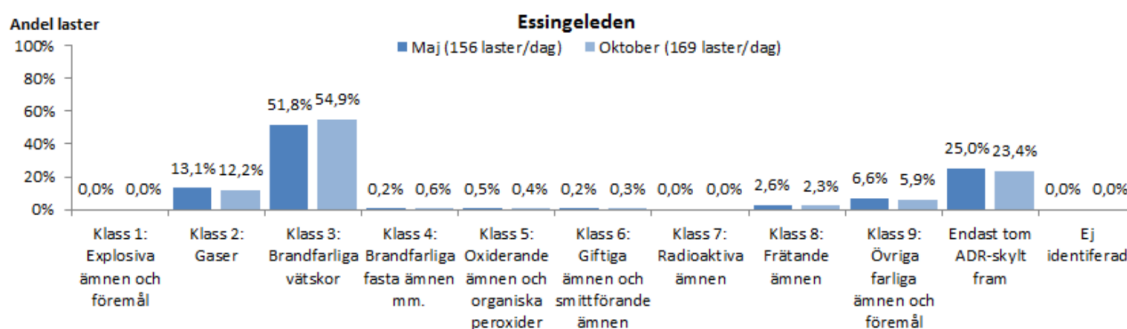 Essingeleden
Andel laster
Maj (156 laster/dag) Oktober (169 laster/dag)
100%
80%
60%
40%
20%
0%
0,0% 0,0%
13,1% 12,2%
51,8% 54,9%
0,2% 0,6%
0,5% 0,4%
0,2% 0,3%
0,0% 0,0%
2,6% 2,3%
6,6% 5,9%
25,0% 23,4%
0,0% 0,0%
Klass 1:
Explosiva
ämnen och
föremål
Klass 2:
Gaser
Klass 3:
Brandfarliga
vätskor
Klass 4:
Brandfarliga
fasta ämnen
mm.
Klass 5:
Oxiderande
ämnen och
organiska
peroxider
Klass 6:
Giftiga
ämnen och
smittförande
ämnen
Klass 7:
Radioaktiva
ämnen
Klass 8:
Frätande
ämnen
Klass 9:
Övriga
farliga
ämnen och
föremål
Endast tom
ADR-skylt
fram
Ej
identiferad